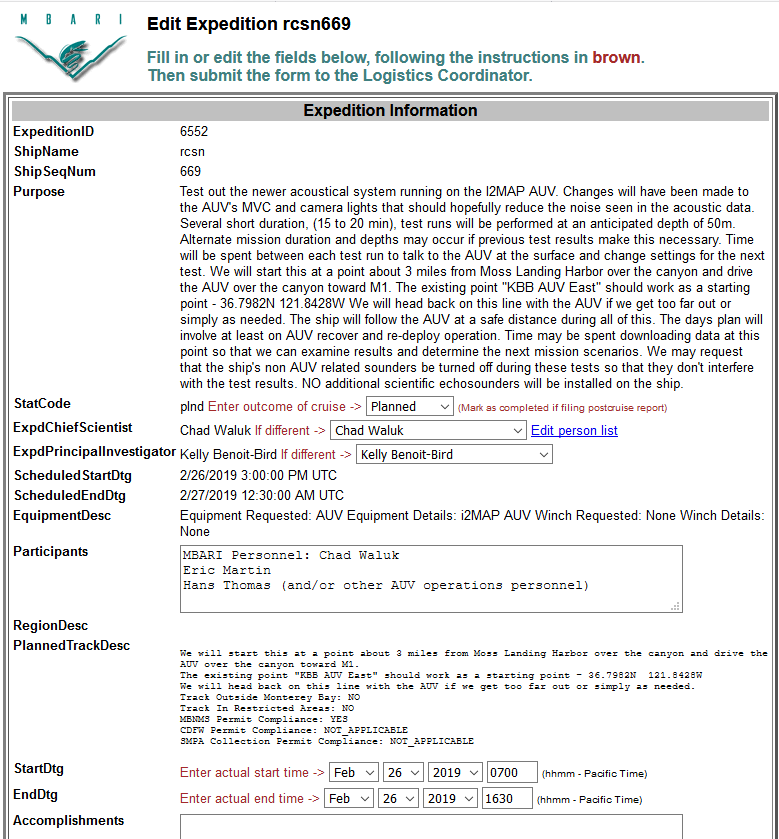 M B A R I
Edit Expedition rcsn669
Fill in or edit the fields below, following the instructions in brown.
Then submit the form to the Logistics Coordinator.
Expedition Information
ExpeditionID 6552
ShipName rcsn
ShipSeqNum 669
Purpose Test out the newer acoustical system running on the I2MAP AUV. Changes will have been made to
the AUV's MVC and camera lights that should hopefully reduce the noise seen in the acoustic data.
Several short duration, (15 to 20 min), test runs will be performed at an anticipated depth of 50m.
Alternate mission duration and depths may occur if previous test results make this necessary. Time
will be spent between each test run to talk to the AUV at the surface and change settings for the next
test. We will start this at a point about 3 miles from Moss Landing Harbor over the canyon and drive
the AUV over the canyon toward M1. The existing point "KBB AUV East" should work as a starting
point - 36.7982N 121.8428W We will head back on this line with the AUV if we get too far out or
simply as needed. The ship will follow the AUV at a safe distance during all of this. The days plan will
involve at least on AUV recover and re-deploy operation. Time may be spent downloading data at this
point so that we can examine results and determine the next mission scenarios. We may request
that the ship's non AUV related sounders be turned off during these tests so that they don't interfere
with the test results. NO additional scientific echosounders will be installed on the ship.
StatCode plnd Enter outcome of cruise -> Planned (Mark as completed if filing postcruise report)
ExpdChiefScientist Chad Waluk If different -> Chad Waluk Edit person list
ExpdPrincipalInvestigator Kelly Benoit-Bird If different -> Kelly Benoit-Bird
ScheduledStartDtg 2/26/2019 3:00:00 PM UTC
ScheduledEndDtg 2/27/2019 12:30:00 AM UTC
EquipmentDesc Equipment Requested: AUV Equipment Details: i2MAP AUV Winch Requested: None Winch Details:
None
Participants MBARI Personnel: Chad Waluk
Eric Martin
Hans Thomas (and/or other AUV operations personnel)
RegionDesc
PlannedTrackDesc We will start this at a point about 3 miles from Moss Landing Harbor over the canyon and drive the
AUV over the canyon toward M1.
The existing point "KBB AUV East" should work as a starting point - 36.7982N 121.8428W
We will head back on this line with the AUV if we get too far out or simply as needed.
Track Outside Monterey Bay: NO
Track In Restricted Areas: NO
MBNMS Permit Compliance: YES
CDFW Permit Compliance: NOT_APPLICABLE
SMPA Collection Permit Compliance: NOT_APPLICABLE
StartDtg Enter actual start time -> Feb 26 2019 0700 (hhmm - Pacific Time)
EndDtg Enter actual end time -> Feb 26 2019 1630 (hhmm - Pacific Time)
Accomplishments